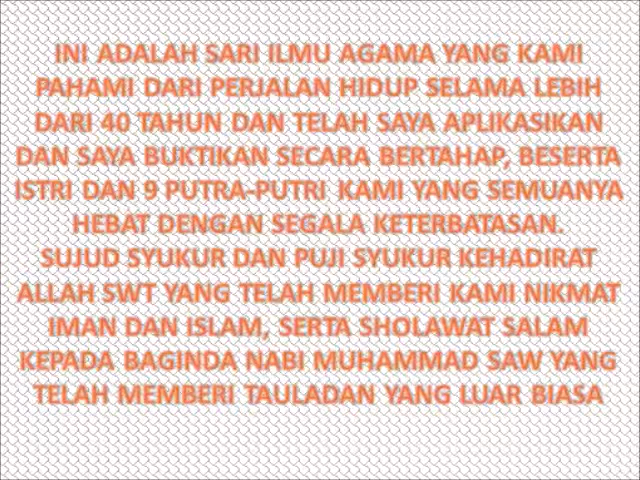 INI ADALAH SARI ILMU AGAMA YANG KAMI
PAHAMI DARI PERJALAN HIDUP SELAMA LEBIH
DARI 40 TAHUN DAN TELAH SAYA APLIKASIKAN
DAN SAYA BUKTIKAN SECARA BERTAHAP, BESERTA
ISTRI DAN 9 PUTRA-PUTRI KAMI YANG SEMUANYA
HEBAT DENGAN SEGALA KETERBATASAN.
SUJUD SYUKUR DAN PUJI SYUKUR KEHADIRAT
ALLAH SWT YANG TELAH MEMBERI KAMI NIKMAT
IMAN DAN ISLAM, SERTA SHOLAWAT SALAM
KEPADA BAGINDA NABI MUHAMMAD SAW YANG
TELAH MEMBERI TAULADAN YANG LUAR BIASA